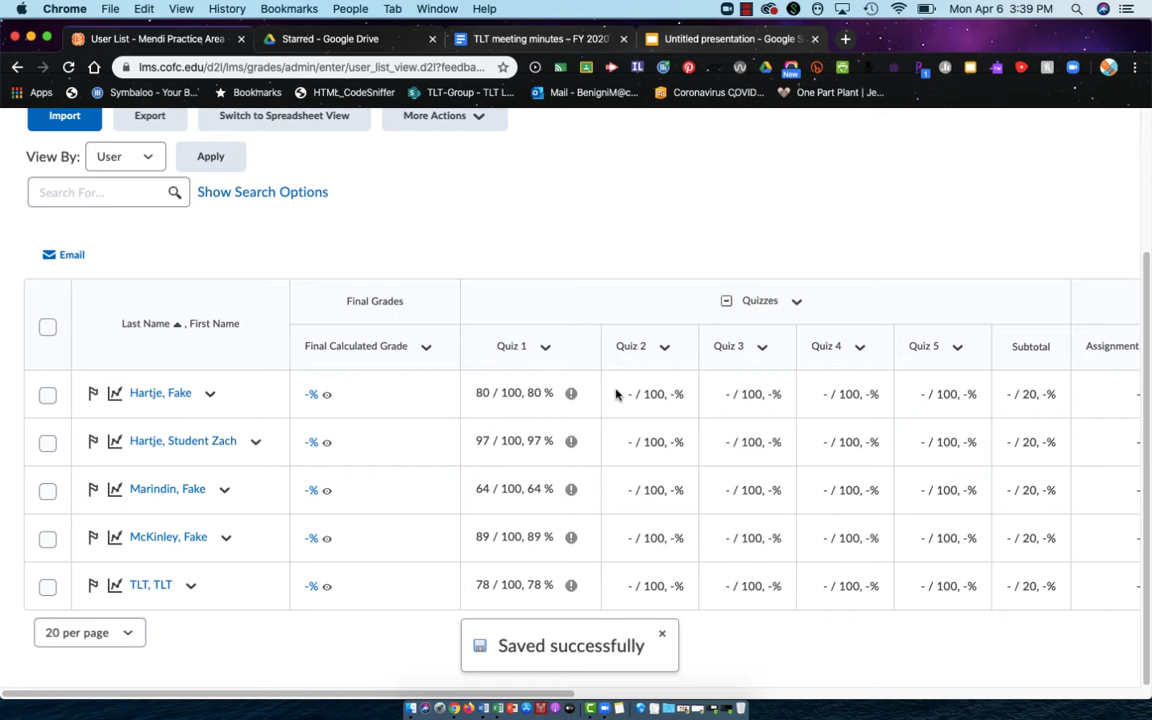 Chrome File Edit View History Bookmarks People Tab Window Help Mon Apr 6 3:39 PM
User List - Mendi Practice Area Starred - Google Drive TLT meeting minutes – FY 2020 Untitled presentation - Google S
lms.cofc.edu/d2l/lms/grades/admin/enter/user_list_view.d2l?feedba...
Apps Symbaloo - Your B... Bookmarks HTML_CodeSniffer TLT-Group - TLT L... Mail - BenigniM@c... Coronavirus COVID... One Part Plant | Je...
Import Export Switch to Spreadsheet View More Actions
View By: User Apply
Search For... Show Search Options
Email
Final Grades Quizzes
Last Name , First Name
Final Calculated Grade Quiz 1 Quiz 2 Quiz 3 Quiz 4 Quiz 5 Subtotal Assignment
Hartje, Fake -% 80 / 100, 80 % - / 100, -% - / 100, -% - / 100, -% - / 100, -% - / 20, -% -
Hartje, Student Zach -% 97 / 100, 97 % - / 100, -% - / 100, -% - / 100, -% - / 100, -% - / 20, -% -
Marindin, Fake -% 64 / 100, 64 % - / 100, -% - / 100, -% - / 100, -% - / 100, -% - / 20, -% -
McKinley, Fake -% 89 / 100, 89 % - / 100, -% - / 100, -% - / 100, -% - / 100, -% - / 20, -% -
TLT, TLT -% 78 / 100, 78 % - / 100, -% - / 100, -% - / 100, -% - / 100, -% - / 20, -% -
20 per page
Saved successfully